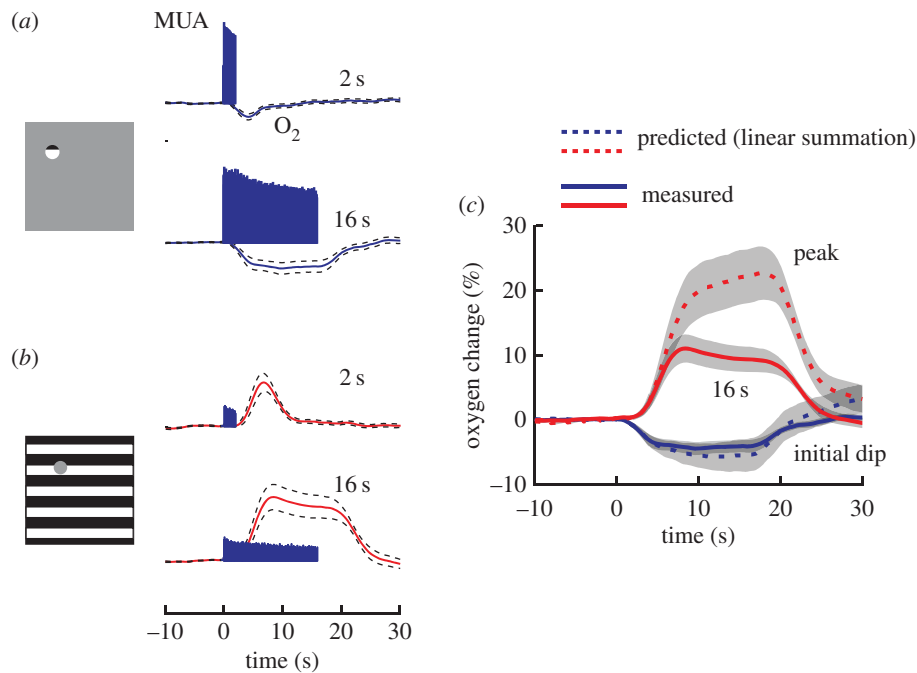 (a)
MUA
2 s
O2
16 s
(b)
2 s
16 s
−10 0 10 20 30
time (s)
predicted (linear summation)
measured
(c)
30
20
10
0
−10
oxygen change (%)
peak
16 s
initial dip
−10 0 10 20 30
time (s)